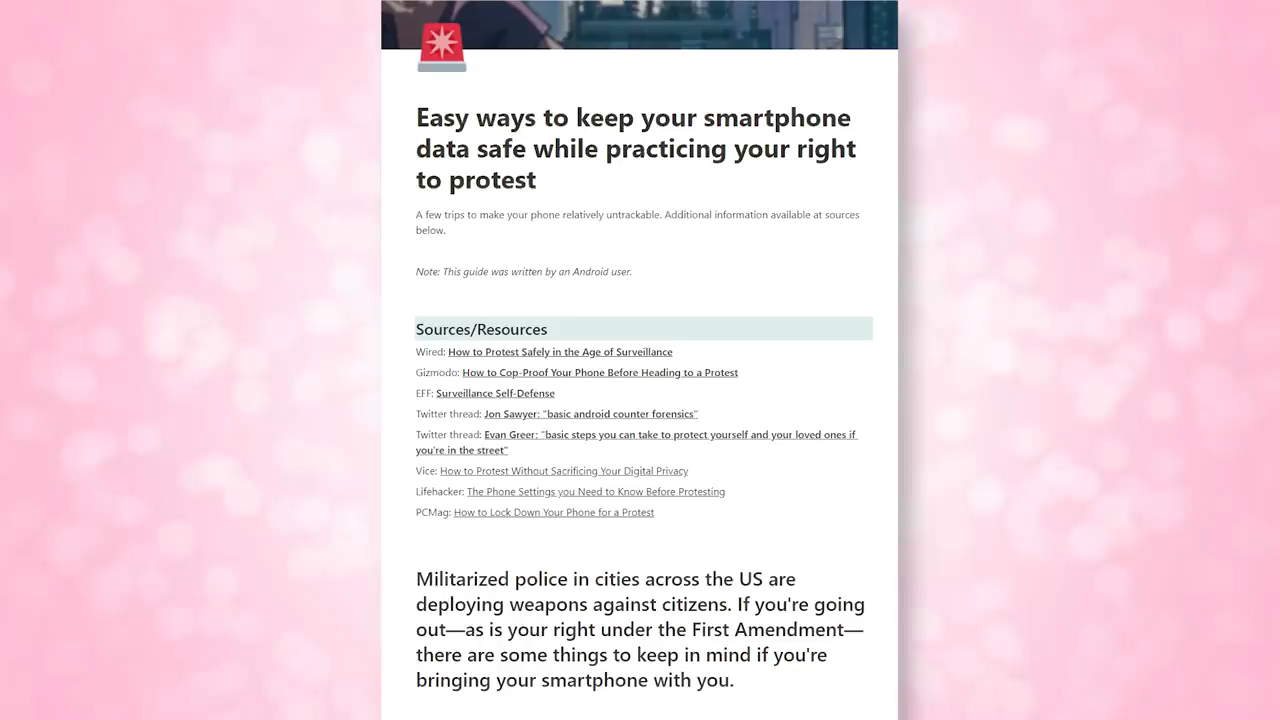 Easy ways to keep your smartphone
data safe while practicing your right
to protest
A few trips to make your phone relatively untrackable. Additional information available at sources
below.
Note: This guide was written by an Android user.
Sources/Resources
Wired: How to Protest Safely in the Age of Surveillance
Gizmodo: How to Cop-Proof Your Phone Before Heading to a Protest
EFF: Surveillance Self-Defense
Twitter thread: Jon Sawyer: "basic android counter forensics"
Twitter thread: Evan Greer: "basic steps you can take to protect yourself and your loved ones if
you're in the street"
Vice: How to Protest Without Sacrificing Your Digital Privacy
Lifehacker: The Phone Settings you Need to Know Before Protesting
PCMag: How to Lock Down Your Phone for a Protest
Militarized police in cities across the US are
deploying weapons against citizens. If you're going
out—as is your right under the First Amendment—
there are some things to keep in mind if you're
bringing your smartphone with you.